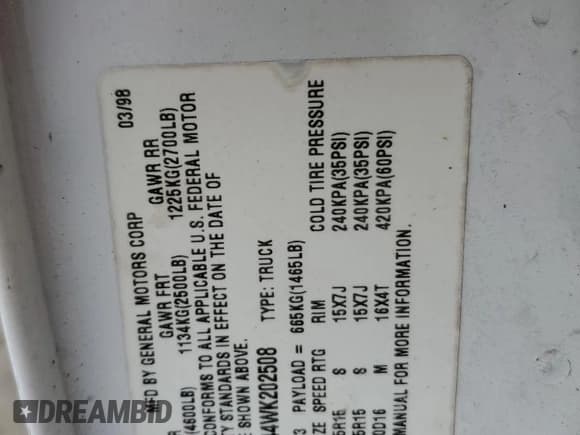 MFD BY GENERAL MOTORS CORP 03/98
GAWR FRT GAWR RR
(4600LB) 1134KG(2500LB) 1225KG(2700LB)
CONFORMS TO ALL APPLICABLE U.S. FEDERAL MOTOR
STANDARDS IN EFFECT ON THE DATE OF
SHOWN ABOVE.
4WK202508 TYPE: TRUCK
PAYLOAD = 665KG(1465LB)
SPEED RTG RIM COLD TIRE PRESSURE
5R15 S 15X7J 240KPA(35PSI)
5R15 S 15X7J 240KPA(35PSI)
0D16 M 16X4T 420KPA(60PSI)
MANUAL FOR MORE INFORMATION.
DREAMBID